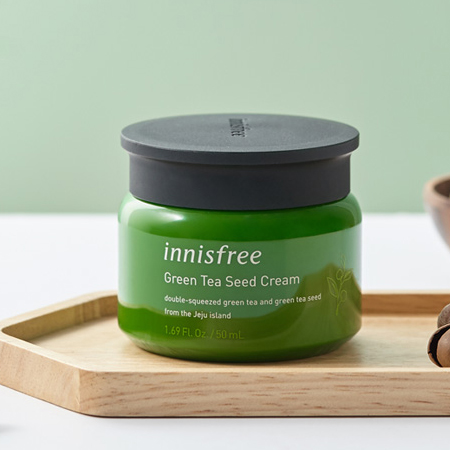 innisfree
innisfree
Green Tea Seed Cream
double-squeezed green tea and green tea seed
from the Jeju island
1.69 Fl. Oz. / 50 mL